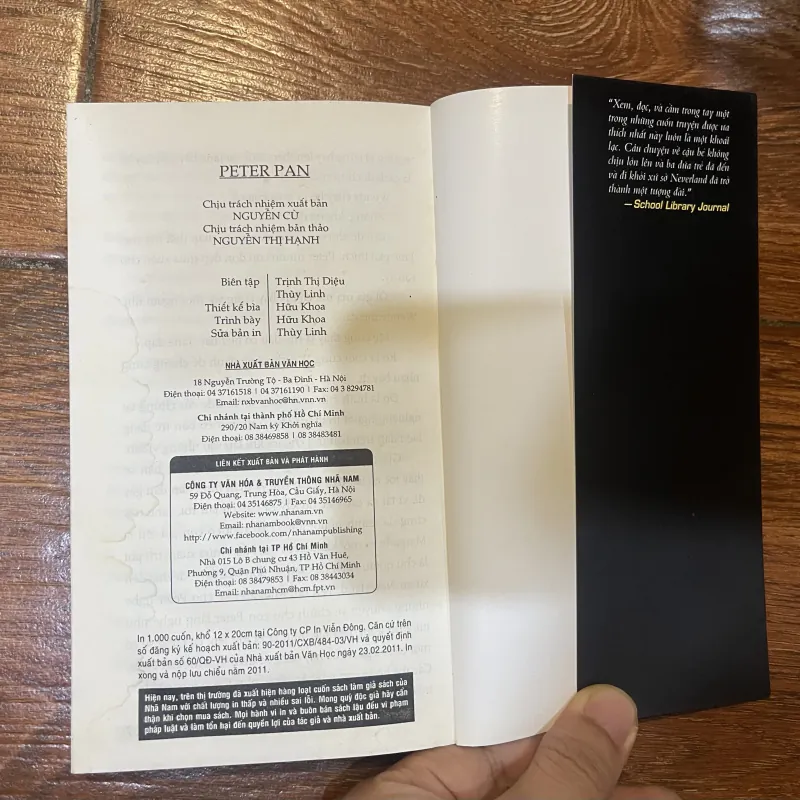 PETER PAN
Chịu trách nhiệm xuất bản
NGUYỄN CỪ
Chịu trách nhiệm bản thảo
NGUYỄN THỊ HẠNH
Biên tập Trịnh Thị Diệu
Thùy Linh
Thiết kế bìa Hữu Khoa
Trình bày Hữu Khoa
Sửa bản in Thùy Linh
NHÀ XUẤT BẢN VĂN HỌC
18 Nguyễn Trường Tộ - Ba Đình - Hà Nội
Điện thoại: 04 37161518 | 04 37161190 | Fax: 04 3 8294781
Email: nxbvanhoc@hn.vnn.vn
Chi nhánh tại thành phố Hồ Chí Minh
290/20 Nam kỳ Khởi nghĩa
Điện thoại: 08 38469858 | 08 38483481
LIÊN KẾT XUẤT BẢN VÀ PHÁT HÀNH
CÔNG TY VĂN HÓA & TRUYỀN THÔNG NHÃ NAM
59 Đỗ Quang, Trung Hòa, Cầu Giấy, Hà Nội
Điện thoại: 04 35146875 | Fax: 04 35146965
Website: www.nhanam.vn
Email: nhanambook@vnn.vn
http://www.facebook.com/nhanampublishing
Chi nhánh tại TP Hồ Chí Minh
Nhà 015 Lô B chung cư 43 Hồ Văn Huê,
Phường 9, Quận Phú Nhuận, TP Hồ Chí Minh
Điện thoại: 08 38479853 | Fax: 08 38443034
Email: nhanamhcm@hcm.fpt.vn
In 1.000 cuốn, khổ 12 x 20cm tại Công ty CP In Viễn Đông. Căn cứ trên
số đăng ký kế hoạch xuất bản: 90-2011/CXB/484-03/VH và quyết định
xuất bản số 60/QĐ-VH của Nhà xuất bản Văn Học ngày 23.02.2011. In
xong và nộp lưu chiểu năm 2011.
Hiện nay, trên thị trường đã xuất hiện hàng loạt cuốn sách làm giả sách của
Nhã Nam với chất lượng in thấp và nhiều sai lỗi. Mong quý độc giả hãy cẩn
thận khi chọn mua sách. Mọi hành vi in và buôn bán sách lậu đều vi phạm
pháp luật và làm tổn hại đến quyền lợi của tác giả và nhà xuất bản.
"Xem, đọc, và cầm trong tay một
trong những cuốn truyện được ưa
thích nhất này luôn là một khoái
lạc. Câu chuyện về cậu bé không
chịu lớn lên và ba đứa trẻ đã đến
và đi khỏi xứ sở Neverland đã trở
thành một tượng đài."
— School Library Journal